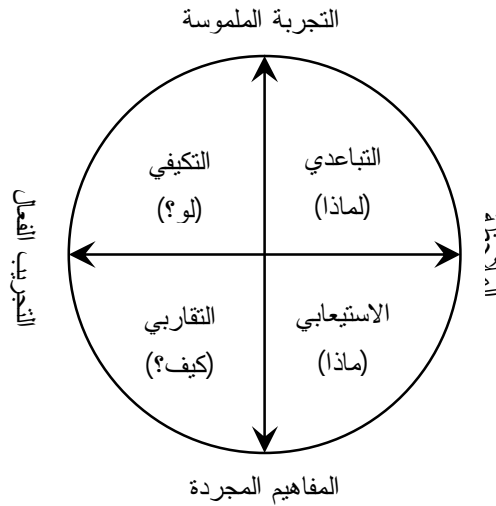 التجربة الملموسة
التباعدي
(لماذا)
التكيفي
(لو؟)
التجريب الفعال
الاستيعابي
(ماذا)
التقاربي
(كيف؟)
المفاهيم المجردة